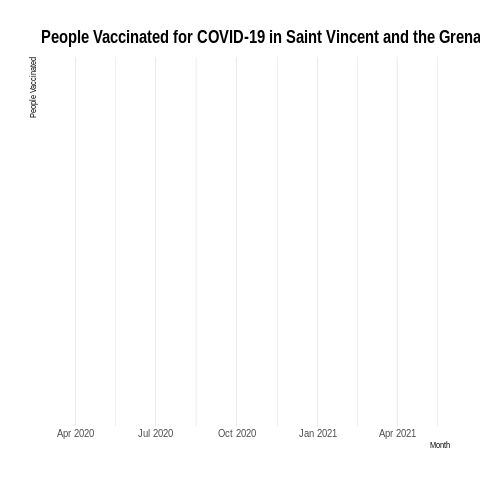 People Vaccinated for COVID-19 in Saint Vincent and the Grena
People Vaccinated
Apr 2020 Jul 2020 Oct 2020 Jan 2021 Apr 2021
Month